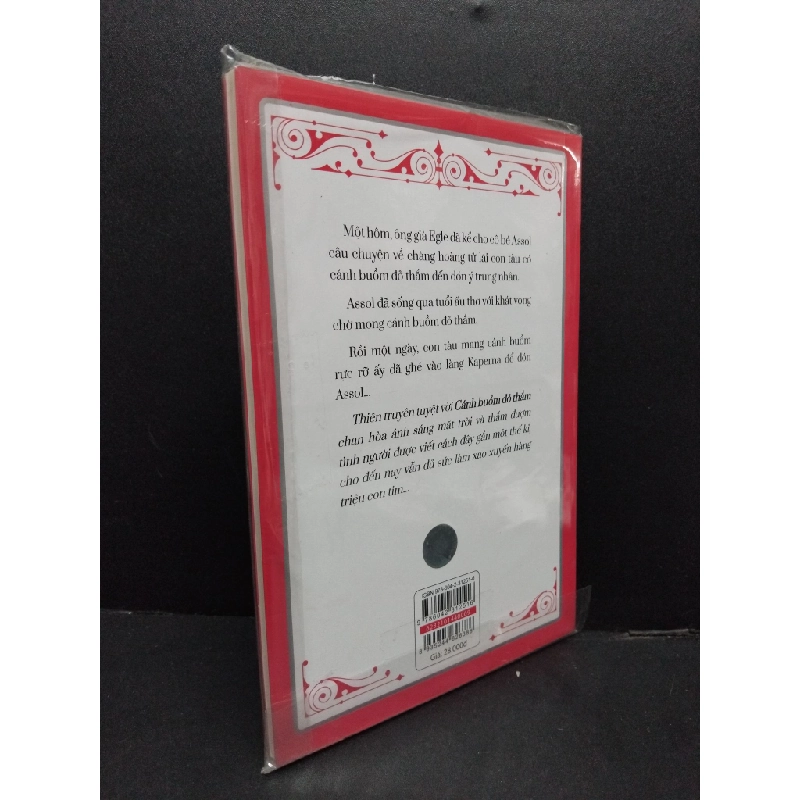 Một hôm, ông già Egle đã kể cho cô bé Assol
câu chuyện về chàng hoàng tử lái con tàu có
cánh buồm đỏ thắm đến đón ý trung nhân.
Assol đã sống qua tuổi ấu thơ với khát vọng
chờ mong cánh buồm đỏ thắm.
Rồi một ngày, con tàu mang cánh buồm
rực rỡ ấy đã ghé vào làng Kaperna để đón
Assol...
Thiên truyện tuyệt vời Cánh buồm đỏ thắm
chan hòa ánh sáng mặt trời và thắm đượm
tình người được viết cách đây gần một thế kỉ
cho đến nay vẫn đủ sức làm xao xuyến hàng
triệu con tim...
ISBN
Giá: 28.000đ